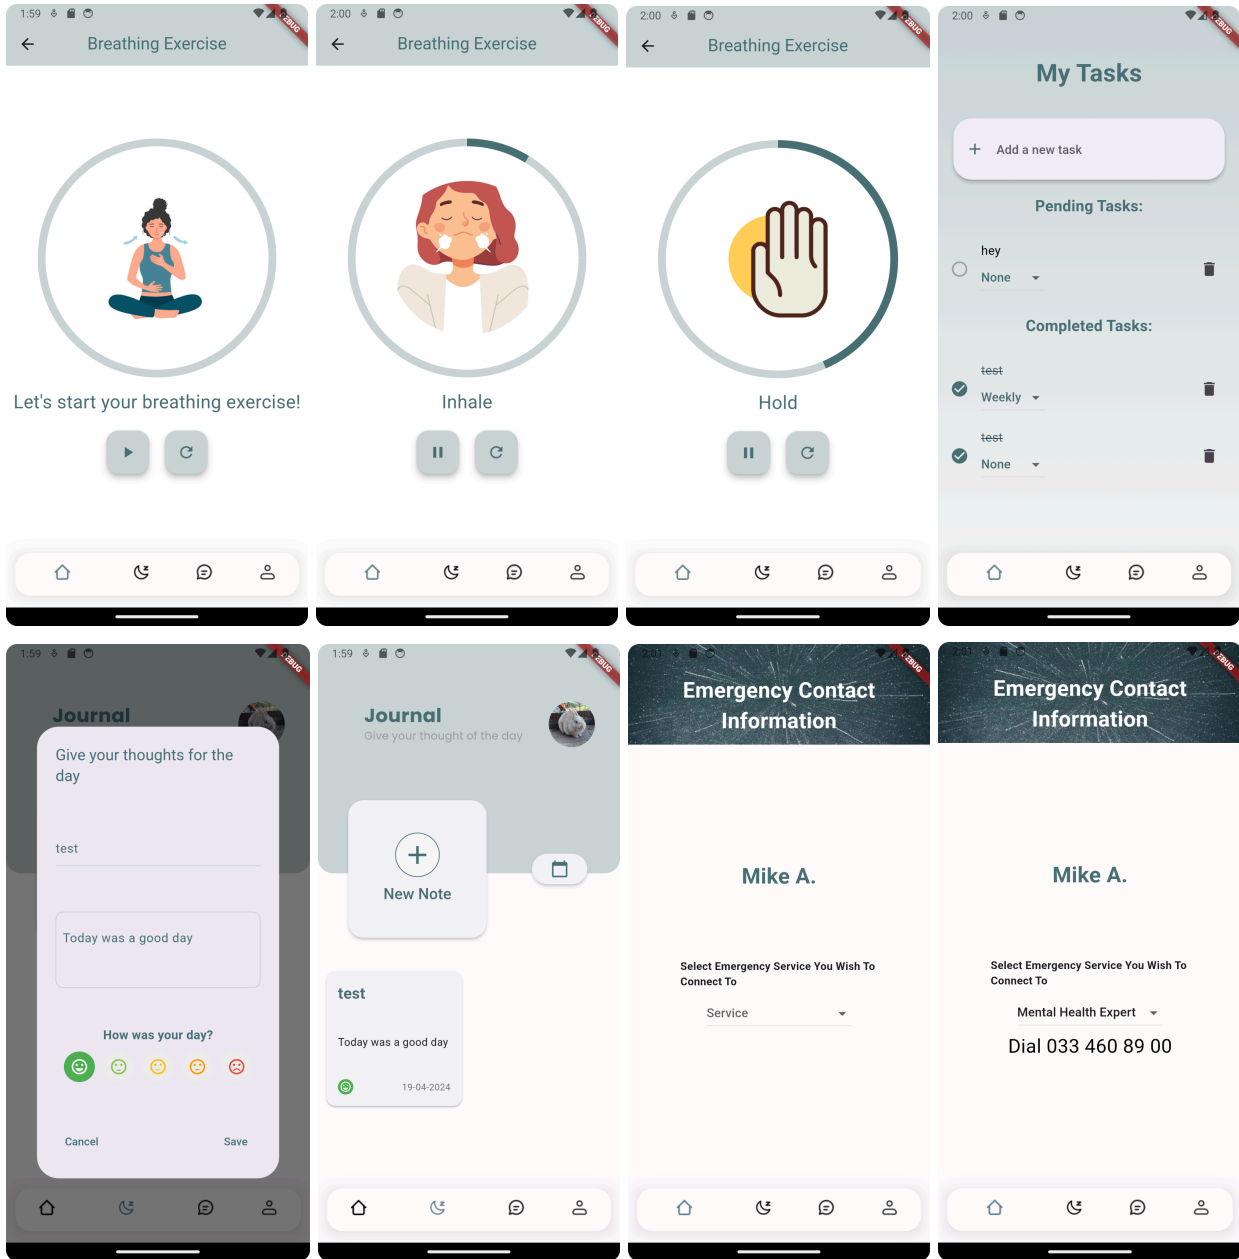 1:59
Breathing Exercise
Let's start your breathing exercise!
2:00
Breathing Exercise
Inhale
2:00
Breathing Exercise
Hold
2:00
My Tasks
Add a new task
Pending Tasks:
hey
None
Completed Tasks:
test
Weekly
test
None
1:59
Journal
Give your thoughts for the
day
test
Today was a good day
How was your day?
Cancel
Save
1:59
Journal
Give your thought of the day
New Note
test
Today was a good day
19-04-2024
2:01
Emergency Contact
Information
Mike A.
Select Emergency Service You Wish To
Connect To
Service
2:01
Emergency Contact
Information
Mike A.
Select Emergency Service You Wish To
Connect To
Mental Health Expert
Dial 033 460 89 00